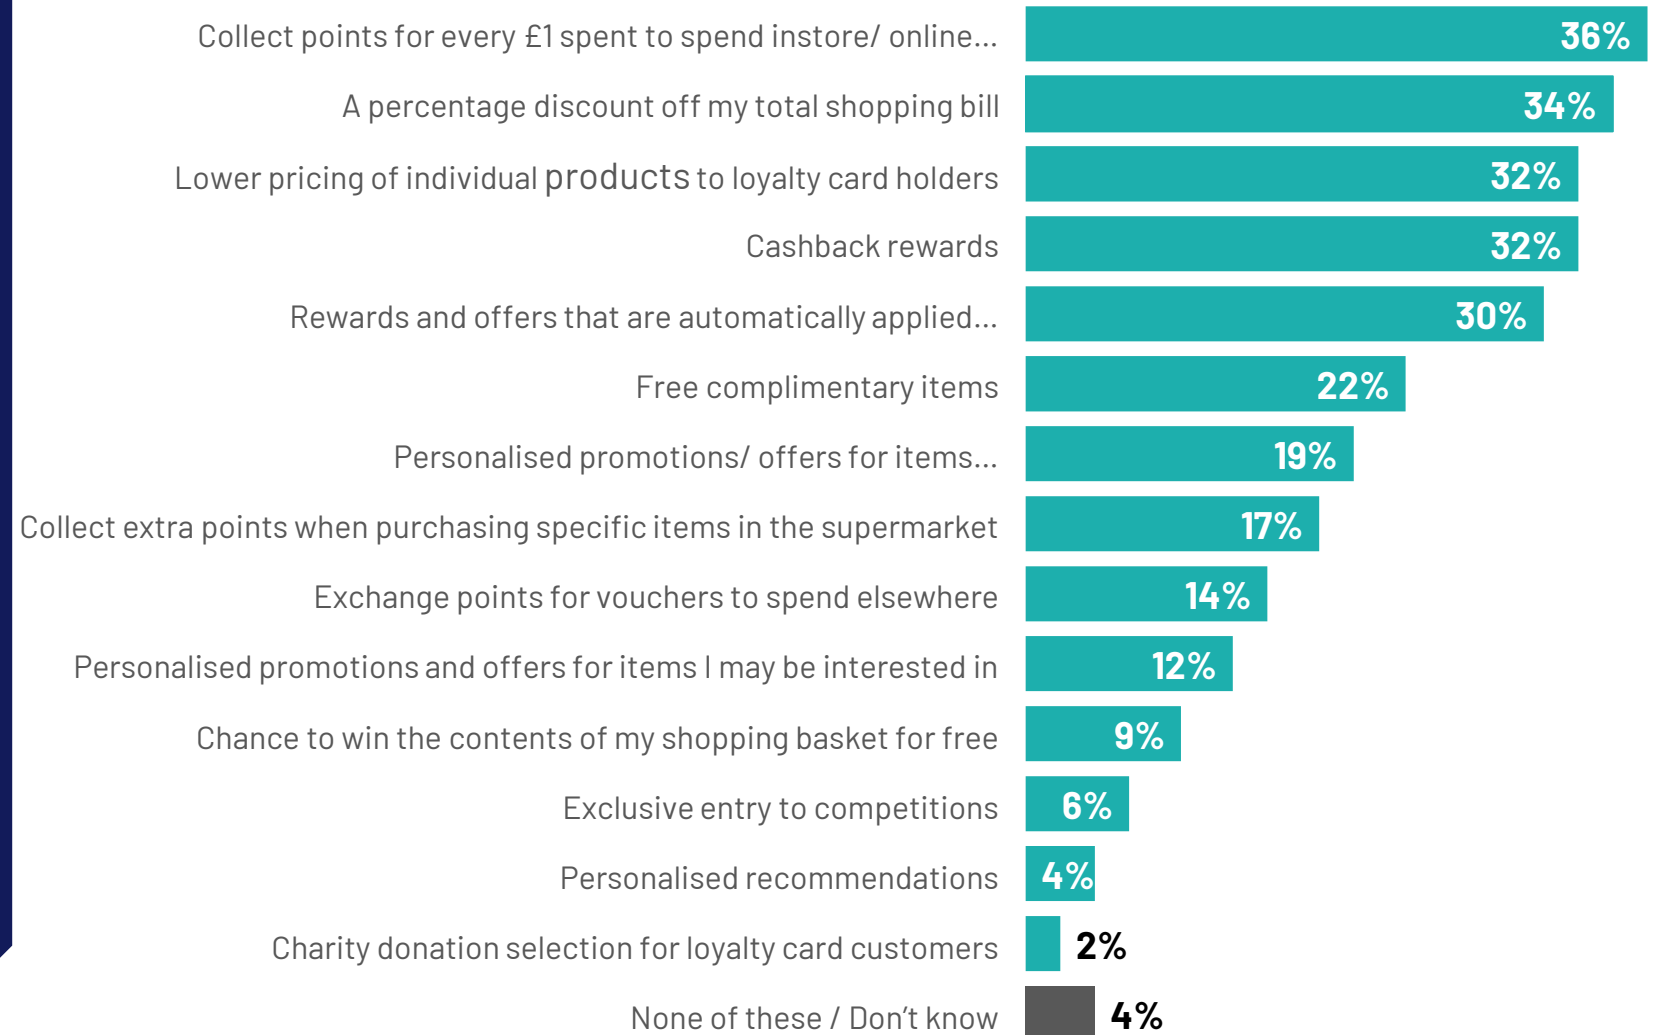 Collect points for every £1 spent to spend instore/ online... 36%
A percentage discount off my total shopping bill 34%
Lower pricing of individual products to loyalty card holders 32%
Cashback rewards 32%
Rewards and offers that are automatically applied... 30%
Free complimentary items 22%
Personalised promotions/ offers for items... 19%
Collect extra points when purchasing specific items in the supermarket 17%
Exchange points for vouchers to spend elsewhere 14%
Personalised promotions and offers for items I may be interested in 12%
Chance to win the contents of my shopping basket for free 9%
Exclusive entry to competitions 6%
Personalised recommendations 4%
Charity donation selection for loyalty card customers 2%
None of these / Don't know 4%